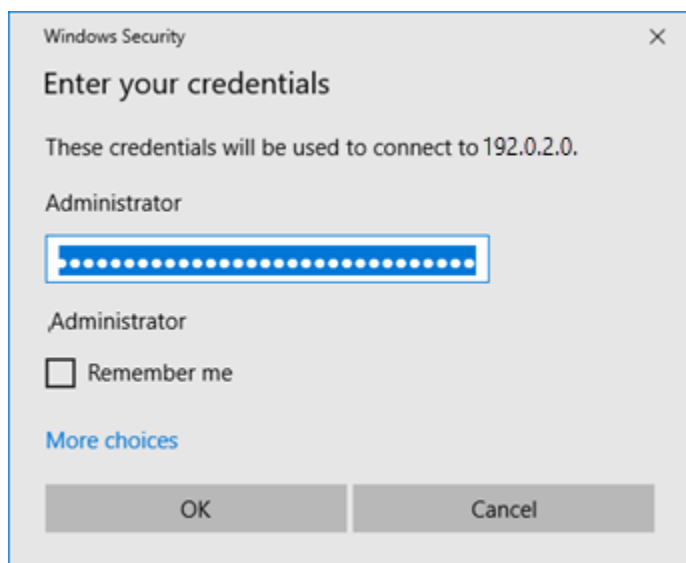 Windows Security
Enter your credentials
These credentials will be used to connect to 192.0.2.0.
Administrator
●●●●●●●●●●●●●●●●●●●●●●●●●●●●●●●●
,Administrator
Remember me
More choices
OK
Cancel